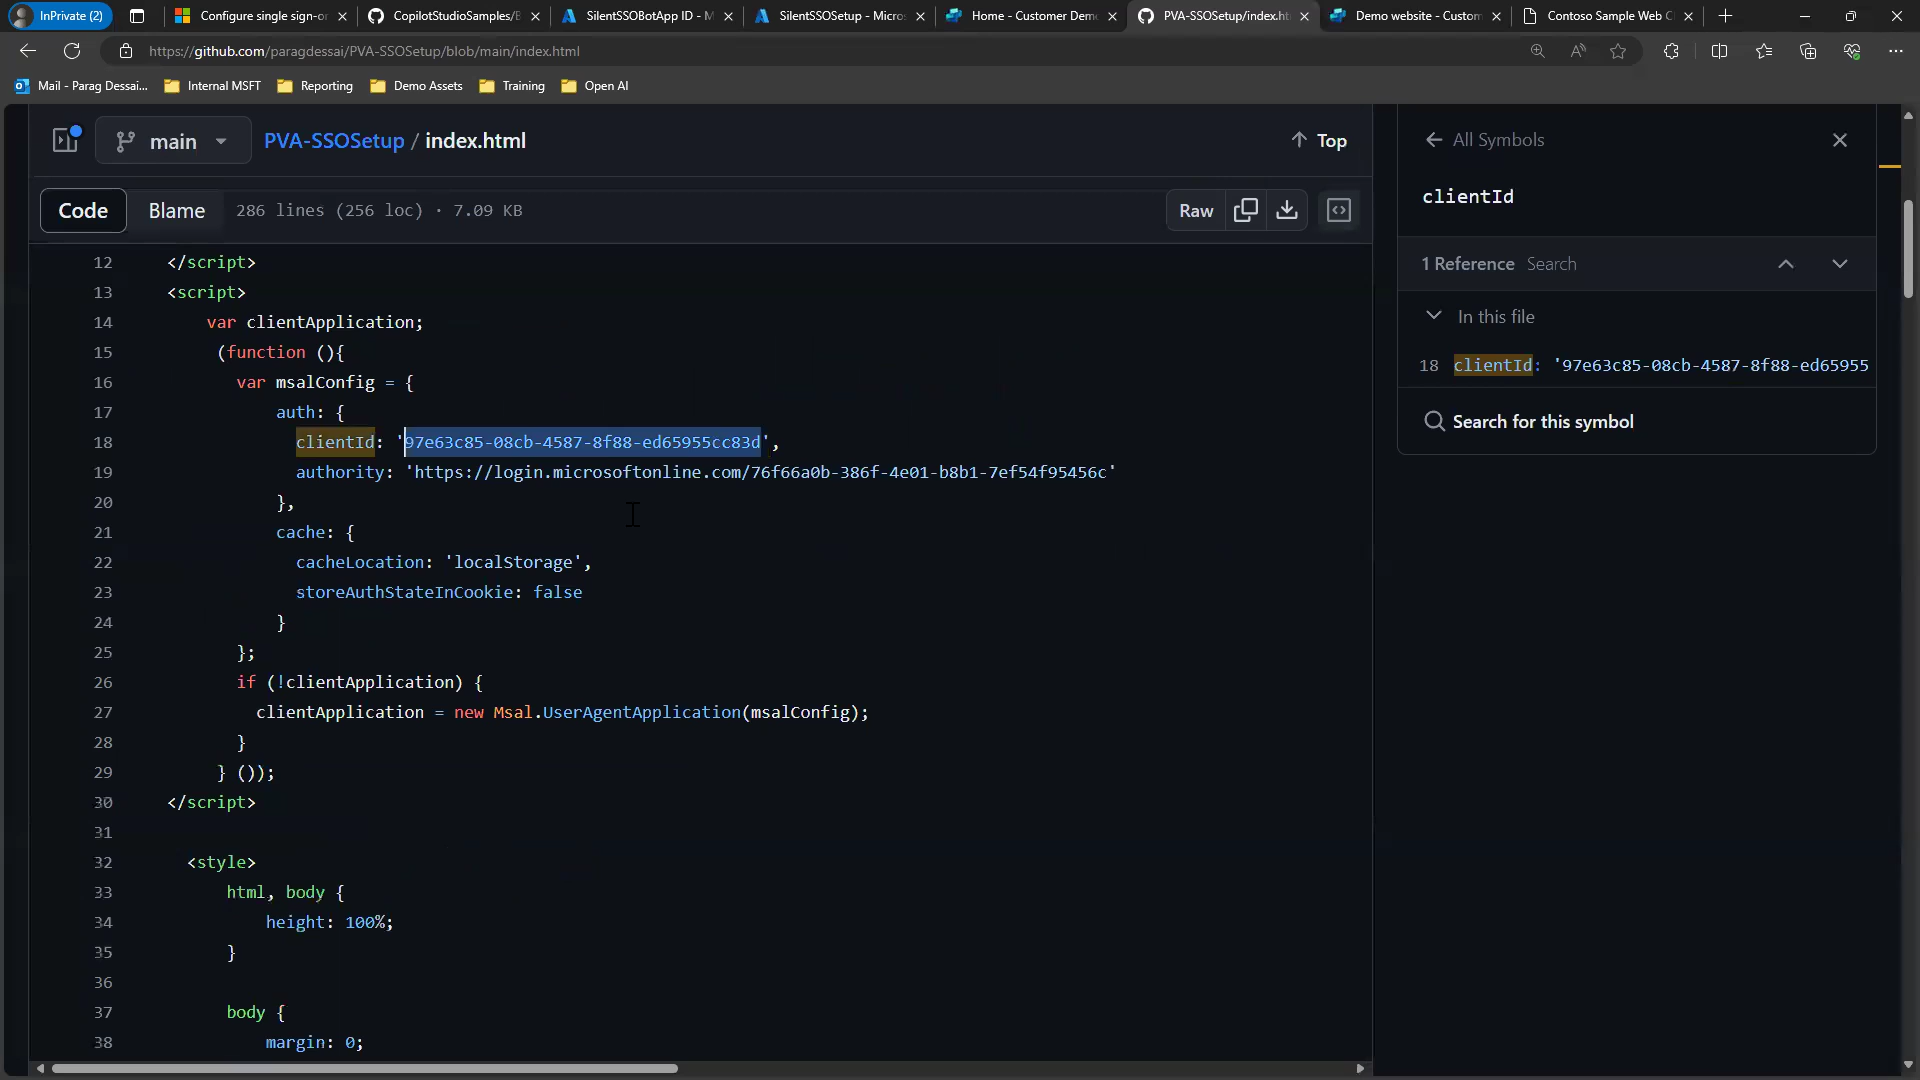 InPrivate (2)
Configure single sign-on
CopilotStudioSamples/B
SilentSSOBotApp ID - M
SilentSSOSetup - Micros
Home - Customer Dem
PVA-SSOSetup/index.ht
Demo website - Custom
Contoso Sample Web C
https://github.com/paragdessai/PVA-SSOSetup/blob/main/index.html
Mail - Parag Dessai...
Internal MSFT
Reporting
Demo Assets
Training
Open AI
main
PVA-SSOSetup / index.html
Top
Code
Blame
286 lines (256 loc) · 7.09 KB
Raw
12 </script>
13 <script>
14 var clientApplication;
15 (function (){
16 var msalConfig = {
17 auth: {
18 clientId: '97e63c85-08cb-4587-8f88-ed65955cc83d',
19 authority: 'https://login.microsoftonline.com/76f66a0b-386f-4e01-b8b1-7ef54f95456c'
20 },
21 cache: {
22 cacheLocation: 'localStorage',
23 storeAuthStateInCookie: false
24 }
25 };
26 if (!clientApplication) {
27 clientApplication = new Msal.UserAgentApplication(msalConfig);
28 }
29 } ());
30 </script>
31
32 <style>
33 html, body {
34 height: 100%;
35 }
36
37 body {
38 margin: 0;
All Symbols
clientId
1 Reference Search
In this file
18 clientId: '97e63c85-08cb-4587-8f88-ed65955
Search for this symbol